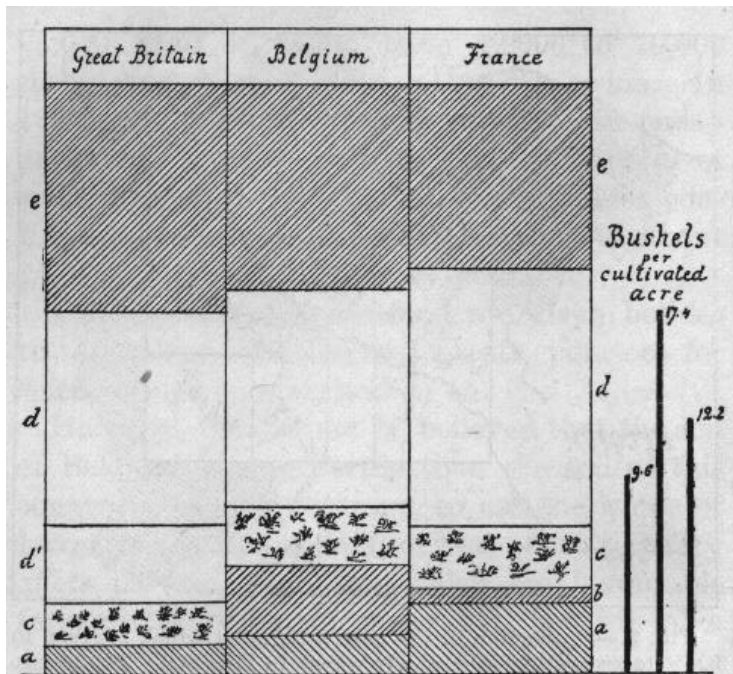 Great Britain
Belgium
France
e
e
Bushels
per
cultivated
acre
17.4
d
d
12.2
9.6
d'
c
b
c
a
a